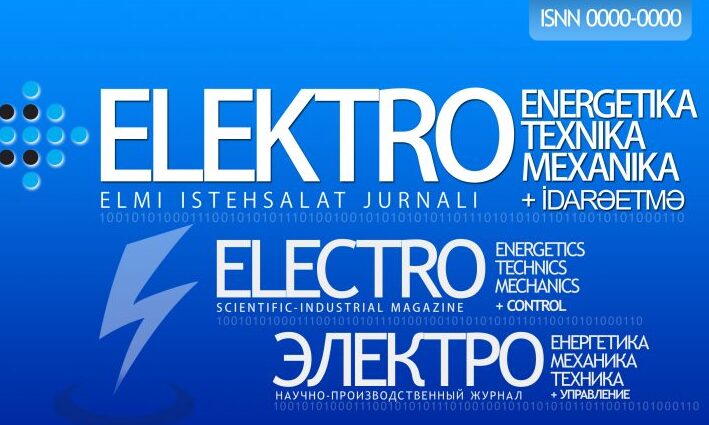 ISNN 0000-0000
ELEKTRO
ENERGETIKA
TEXNIKA
MEXANIKA
+ İDARƏETMƏ
ELMI ISTEHSALAT JURNALI
ELECTRO
ENERGETICS
TECHNICS
MECHANICS
+ CONTROL
SCIENTIFIC-INDUSTRIAL MAGAZINE
ЭЛЕКТРО
ЕНЕРГЕТИКА
МЕХАНИКА
ТЕХНИКА
+ УПРАВЛЕНИЕ
НАУЧНО-ПРОИЗВОДСТВЕННЫЙ ЖУРНАЛ